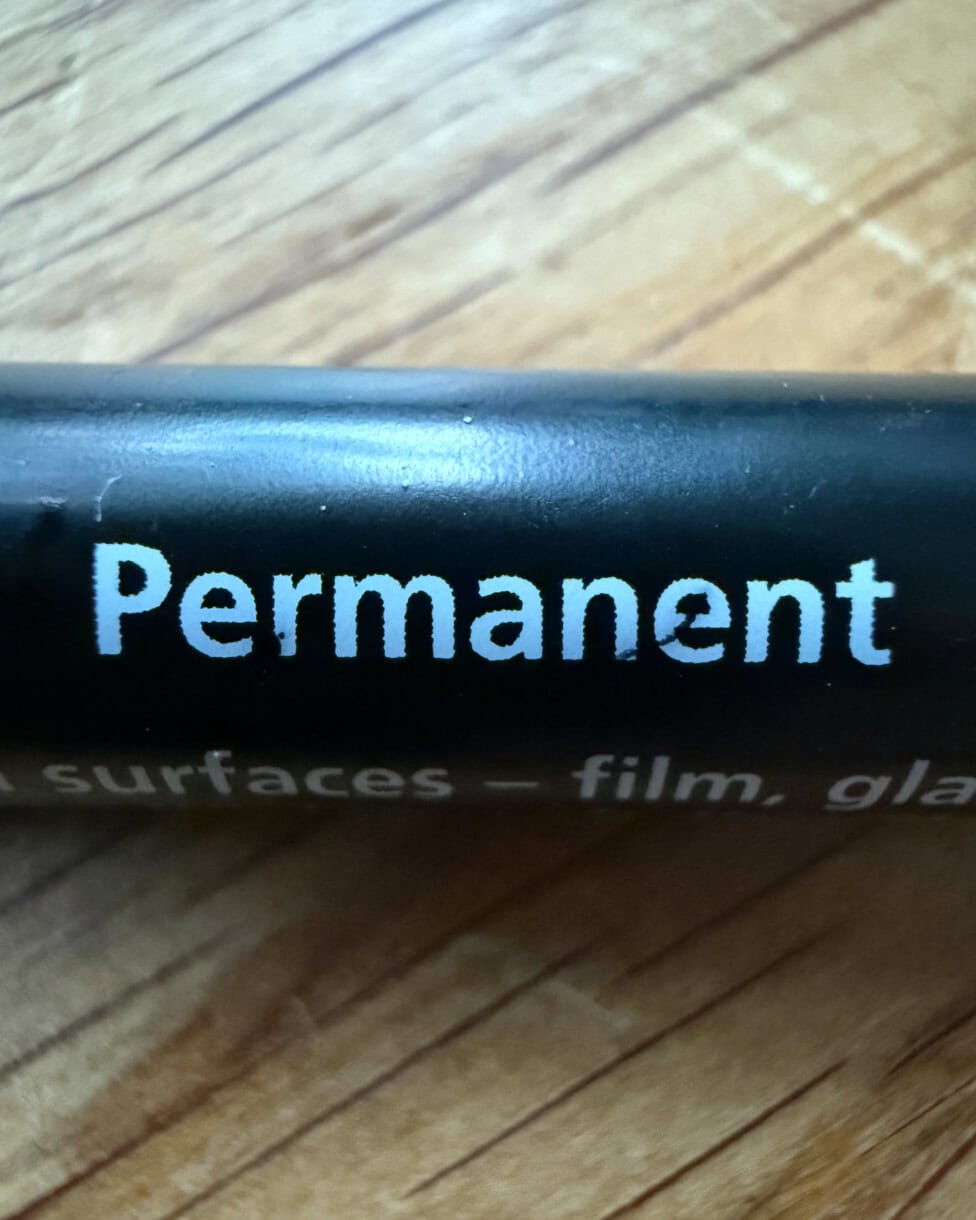 Permanent
surfaces – film,